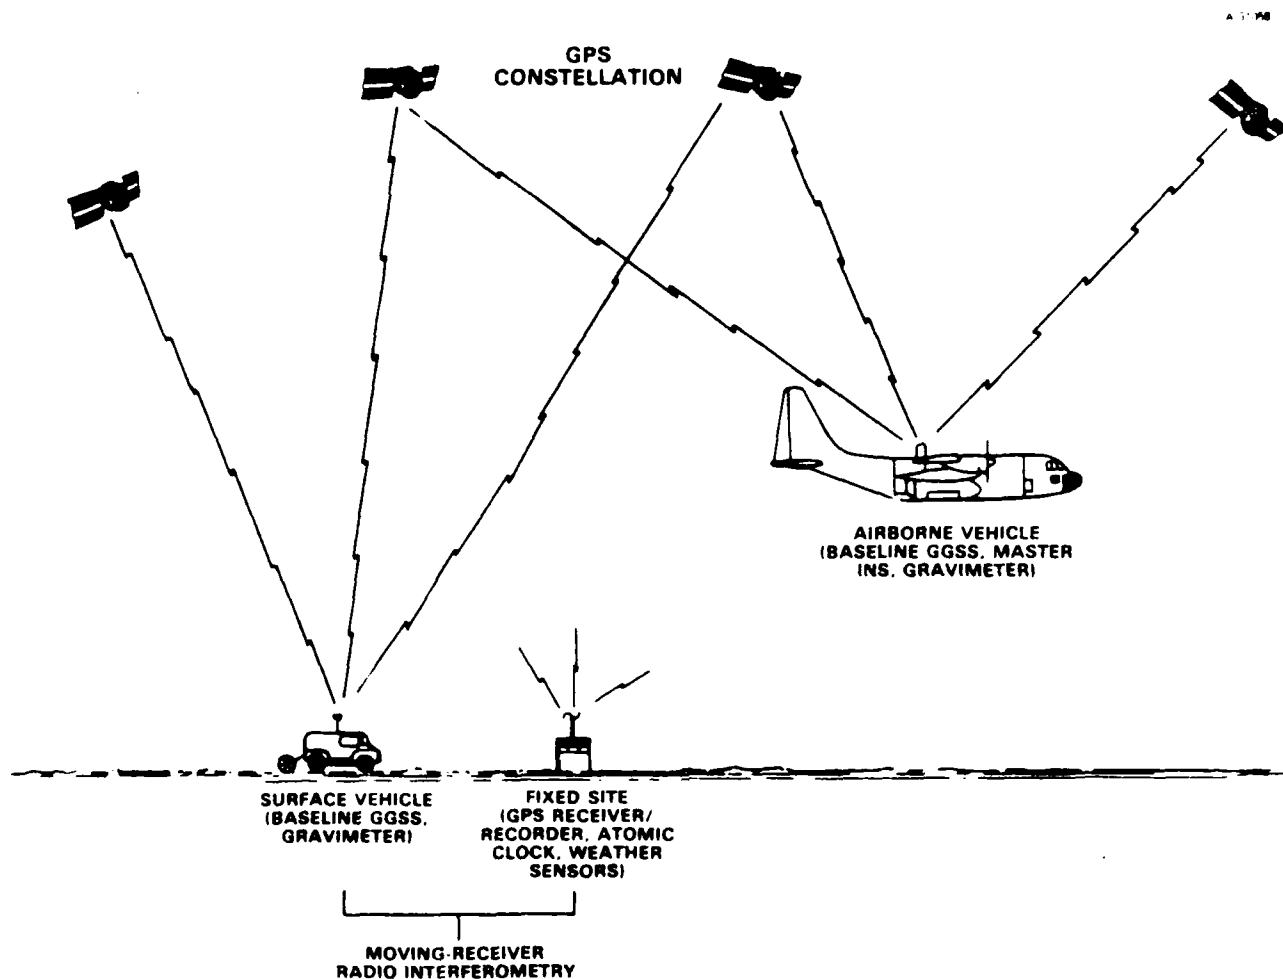 GPS
CONSTELLATION
AIRBORNE VEHICLE
(BASELINE GGSS, MASTER
INS, GRAVIMETER)
SURFACE VEHICLE
(BASELINE GGSS,
GRAVIMETER)
FIXED SITE
(GPS RECEIVER/
RECORDER, ATOMIC
CLOCK, WEATHER
SENSORS)
MOVING-RECEIVER
RADIO INTERFEROMETRY